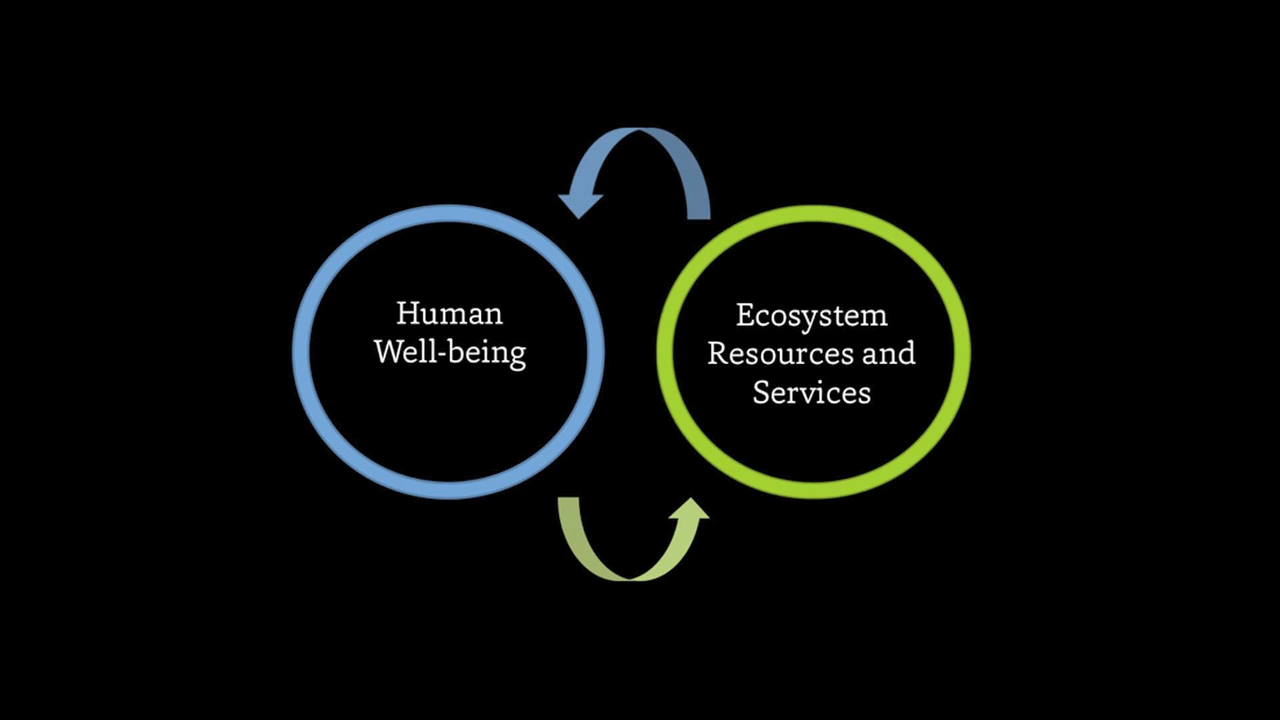 Human
Well-being
Ecosystem
Resources and
Services